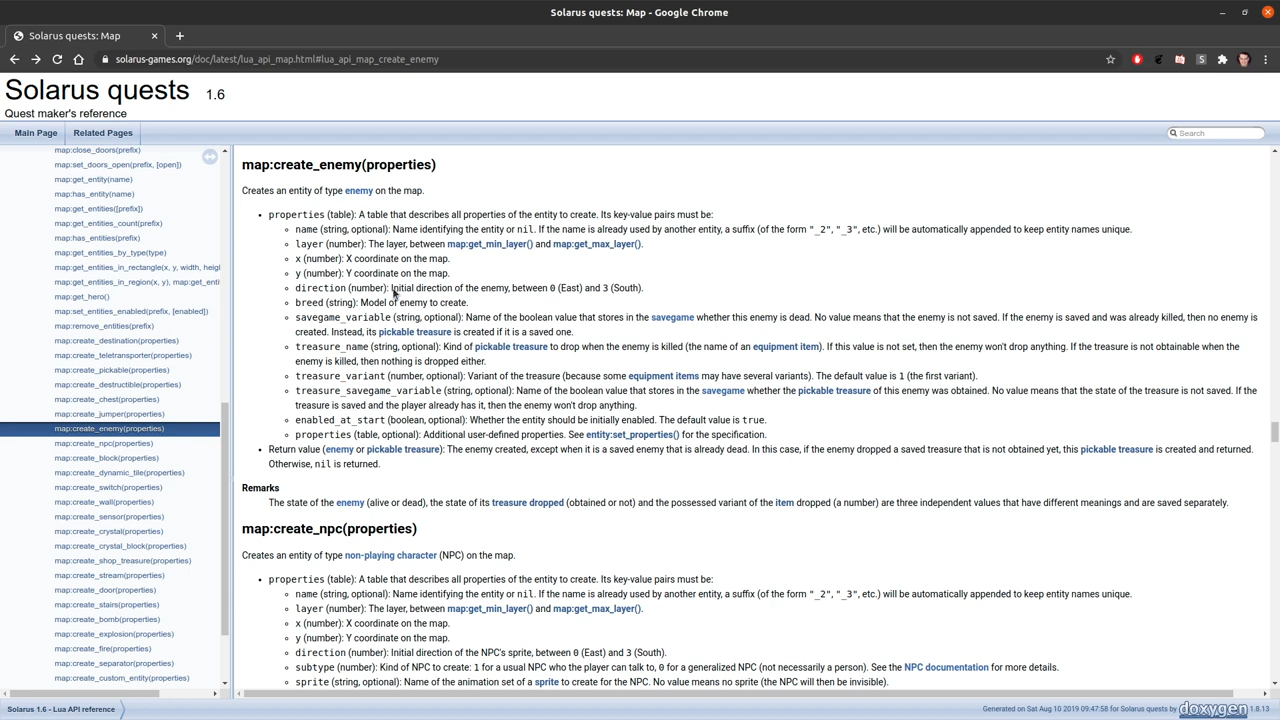 Solarus quests: Map - Google Chrome
Solarus quests: Map
solarus-games.org/doc/latest/lua_api_map.html#lua_api_map_create_enemy
Solarus quests 1.6
Quest maker's reference
Main Page
Related Pages
Search
map:close_doors(prefix)
map:set_doors_open(prefix, [open])
map:get_entity(name)
map:has_entity(name)
map:get_entities([prefix])
map:get_entities_count(prefix)
map:has_entities(prefix)
map:get_entities_by_type(type)
map:get_entities_in_rectangle(x, y, width, heig
map:get_entities_in_region(x, y), map:get_enti
map:get_hero()
map:set_entities_enabled(prefix, [enabled])
map:remove_entities(prefix)
map:create_destination(properties)
map:create_teletransporter(properties)
map:create_pickable(properties)
map:create_destructible(properties)
map:create_chest(properties)
map:create_jumper(properties)
map:create_enemy(properties)
map:create_npc(properties)
map:create_block(properties)
map:create_dynamic_tile(properties)
map:create_switch(properties)
map:create_wall(properties)
map:create_sensor(properties)
map:create_crystal(properties)
map:create_crystal_block(properties)
map:create_shop_treasure(properties)
map:create_stream(properties)
map:create_door(properties)
map:create_stairs(properties)
map:create_bomb(properties)
map:create_explosion(properties)
map:create_fire(properties)
map:create_separator(properties)
map:create_custom_entity(properties)
map:create_enemy(properties)
Creates an entity of type enemy on the map.
properties (table): A table that describes all properties of the entity to create. Its key-value pairs must be:
name (string, optional): Name identifying the entity or nil. If the name is already used by another entity, a suffix (of the form "_2", "_3", etc.) will be automatically appended to keep entity names unique.
layer (number): The layer, between map:get_min_layer() and map:get_max_layer().
x (number): X coordinate on the map.
y (number): Y coordinate on the map.
direction (number): Initial direction of the enemy, between 0 (East) and 3 (South).
breed (string): Model of enemy to create.
savegame_variable (string, optional): Name of the boolean value that stores in the savegame whether this enemy is dead. No value means that the enemy is not saved. If the enemy is saved and was already killed, then no enemy is
created. Instead, its pickable treasure is created if it is a saved one.
treasure_name (string, optional): Kind of pickable treasure to drop when the enemy is killed (the name of an equipment item). If this value is not set, then the enemy won't drop anything. If the treasure is not obtainable when the
enemy is killed, then nothing is dropped either.
treasure_variant (number, optional): Variant of the treasure (because some equipment items may have several variants). The default value is 1 (the first variant).
treasure_savegame_variable (string, optional): Name of the boolean value that stores in the savegame whether the pickable treasure of this enemy was obtained. No value means that the state of the treasure is not saved. If the
treasure is saved and the player already has it, then the enemy won't drop anything.
enabled_at_start (boolean, optional): Whether the entity should be initially enabled. The default value is true.
properties (table, optional): Additional user-defined properties. See entity:set_properties() for the specification.
Return value (enemy or pickable treasure): The enemy created, except when it is a saved enemy that is already dead. In this case, if the enemy dropped a saved treasure that is not obtained yet, this pickable treasure is created and returned.
Otherwise, nil is returned.
Remarks
The state of the enemy (alive or dead), the state of its treasure dropped (obtained or not) and the possessed variant of the item dropped (a number) are three independent values that have different meanings and are saved separately.
map:create_npc(properties)
Creates an entity of type non-playing character (NPC) on the map.
properties (table): A table that describes all properties of the entity to create. Its key-value pairs must be:
name (string, optional): Name identifying the entity or nil. If the name is already used by another entity, a suffix (of the form "_2", "_3", etc.) will be automatically appended to keep entity names unique.
layer (number): The layer, between map:get_min_layer() and map:get_max_layer().
x (number): X coordinate on the map.
y (number): Y coordinate on the map.
direction (number): Initial direction of the NPC's sprite, between 0 (East) and 3 (South).
subtype (number): Kind of NPC to create: 1 for a usual NPC who the player can talk to, 0 for a generalized NPC (not necessarily a person). See the NPC documentation for more details.
sprite (string, optional): Name of the animation set of a sprite to create for the NPC. No value means no sprite (the NPC will then be invisible).
Solarus 1.6 - Lua API reference
Generated on Sat Aug 10 2019 09:47:58 for Solarus quests by doxygen 1.8.13